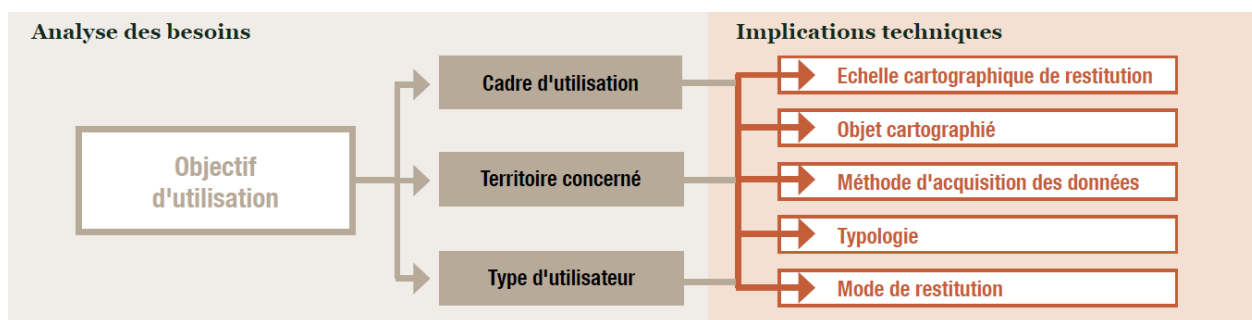 Analyse des besoins
Objectif
d'utilisation
Cadre d'utilisation
Territoire concerné
Type d'utilisateur
Implications techniques
Echelle cartographique de restitution
Objet cartographié
Méthode d'acquisition des données
Typologie
Mode de restitution